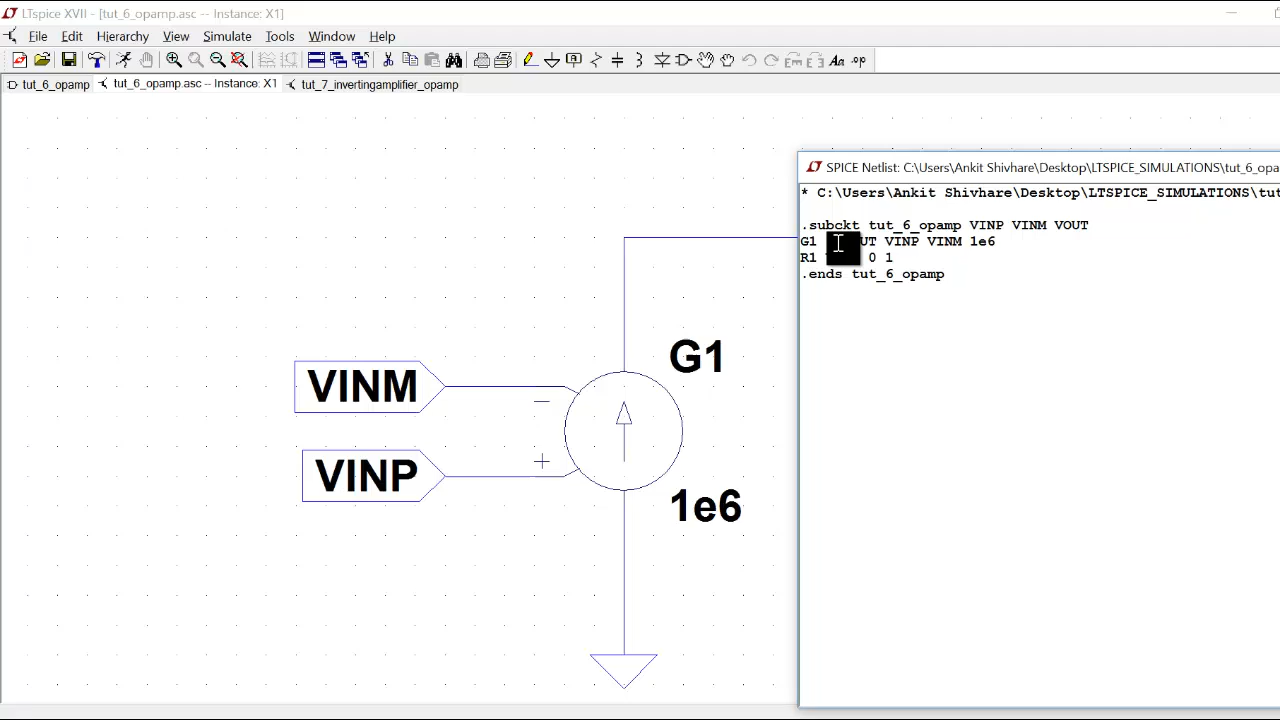 LTspice XVII - [tut_6_opamp.asc -- Instance: X1]
File Edit Hierarchy View Simulate Tools Window Help
tut_6_opamp tut_6_opamp.asc -- Instance: X1 tut_7_invertingamplifier_opamp
SPICE Netlist: C:\Users\Ankit Shivhare\Desktop\LTSPICE_SIMULATIONS\tut_6_opa
* C:\Users\Ankit Shivhare\Desktop\LTSPICE_SIMULATIONS\tut
.subckt tut_6_opamp VINP VINM VOUT
G1 UT VINP VINM 1e6
R1 0 1
.ends tut_6_opamp
G1
VINM
VINP
1e6